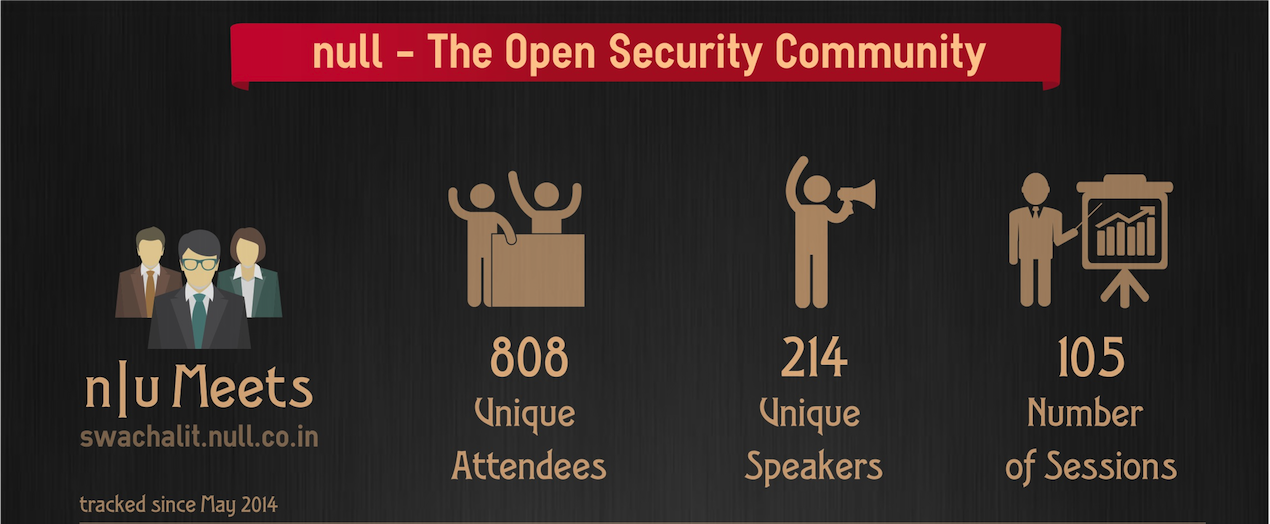 null - The Open Security Community
n|u Meets
swachalit.null.co.in
tracked since May 2014
808
Unique
Attendees
214
Unique
Speakers
105
Number
of Sessions